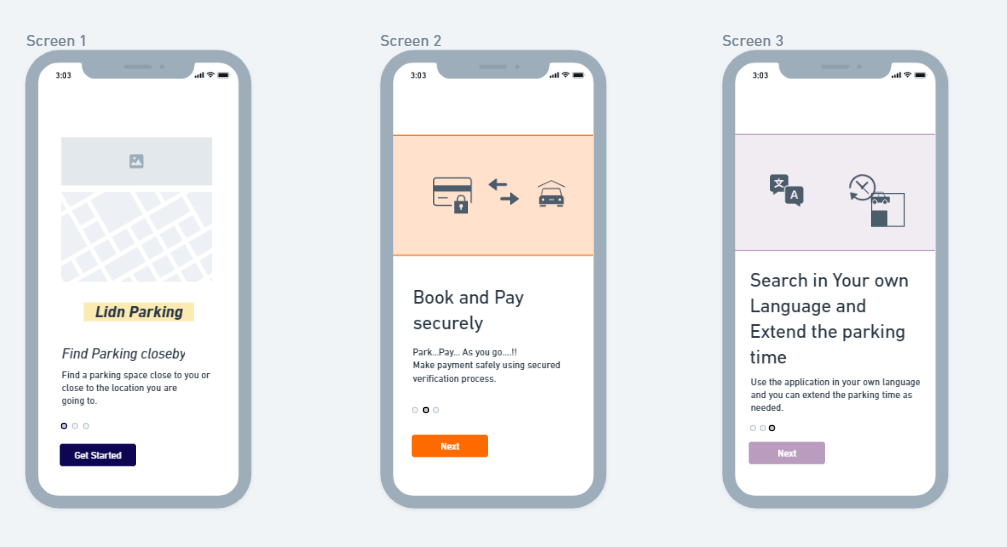 Screen 1
3:03
Lidn Parking
Find Parking closeby
Find a parking space close to you or
close to the location you are
going to.
Get Started
Screen 2
3:03
Book and Pay
securely
Park...Pay... As you go....!!
Make payment safely using secured
verification process.
Next
Screen 3
3:03
文
A
Search in Your own
Language and
Extend the parking
time
Use the application in your own language
and you can extend the parking time as
needed.
Next